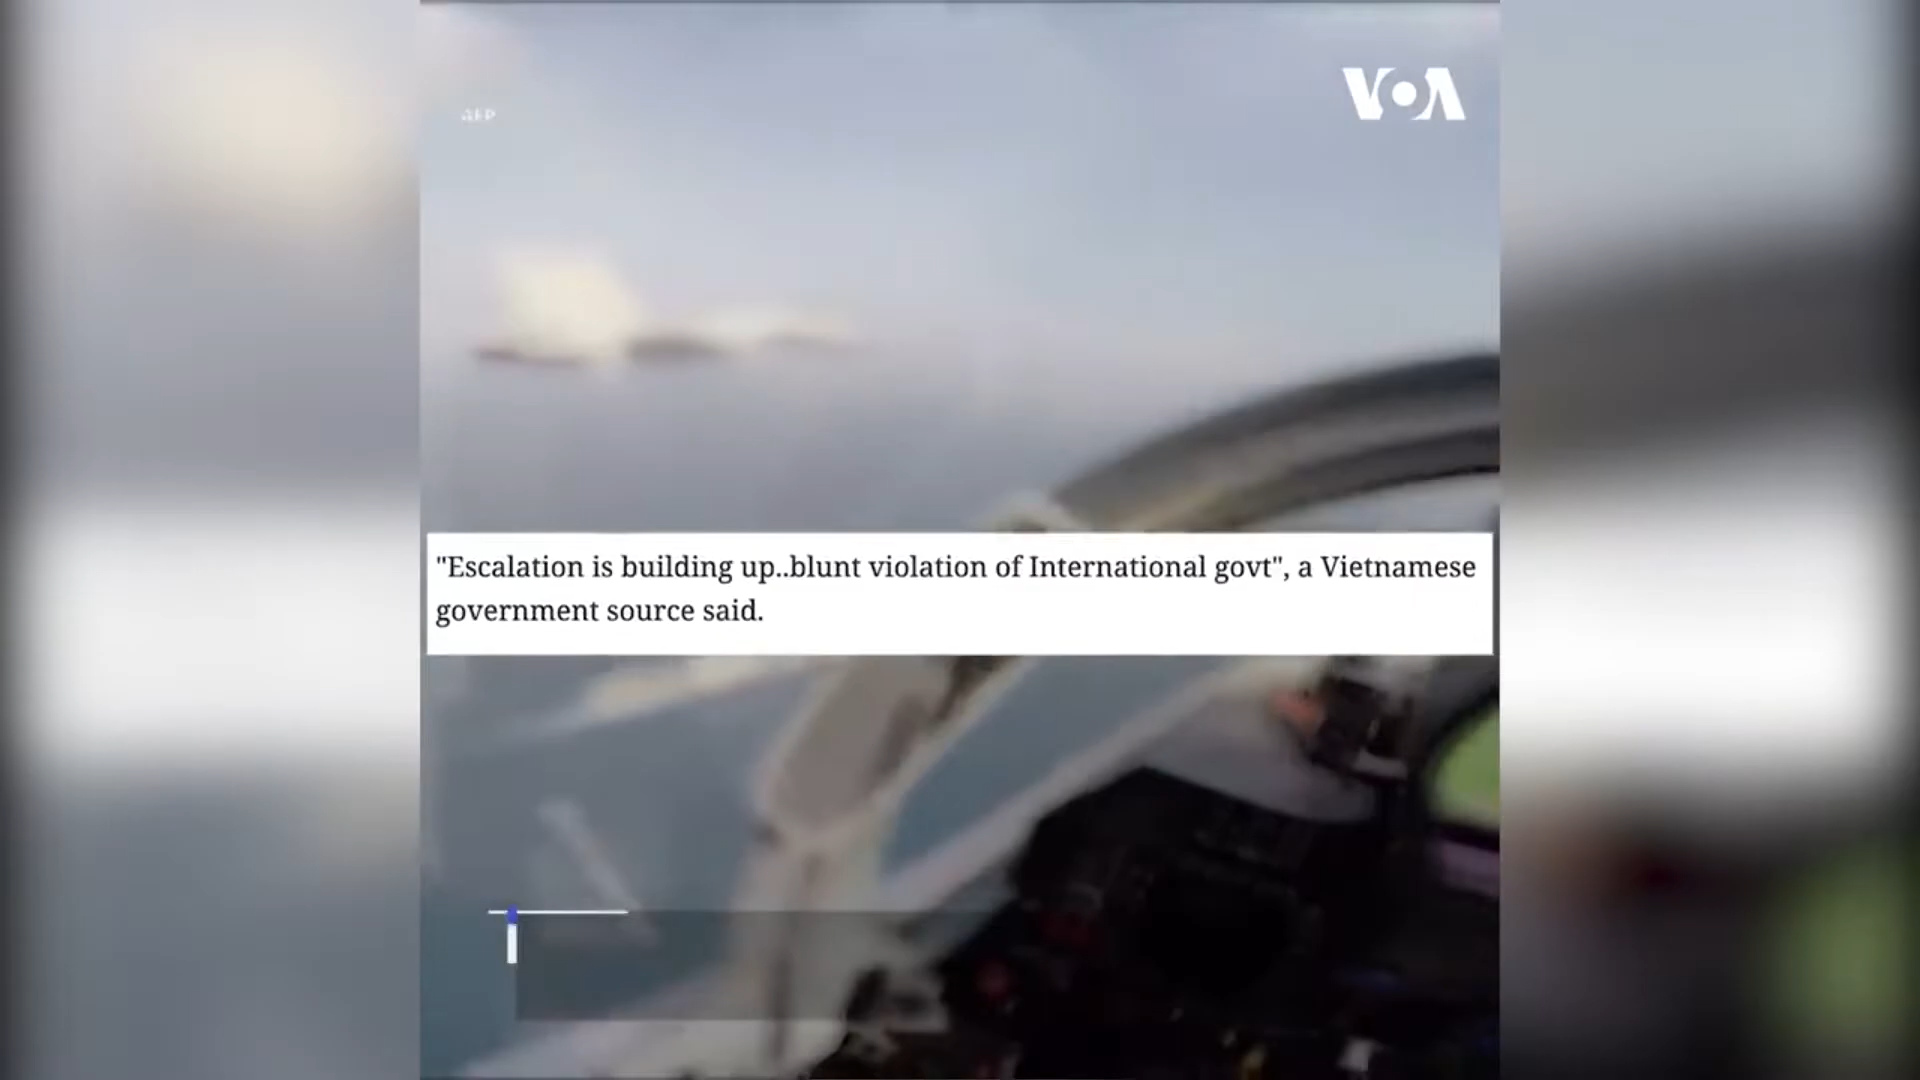 VOA
AFP
"Escalation is building up..blunt violation of International govt", a Vietnamese
government source said.